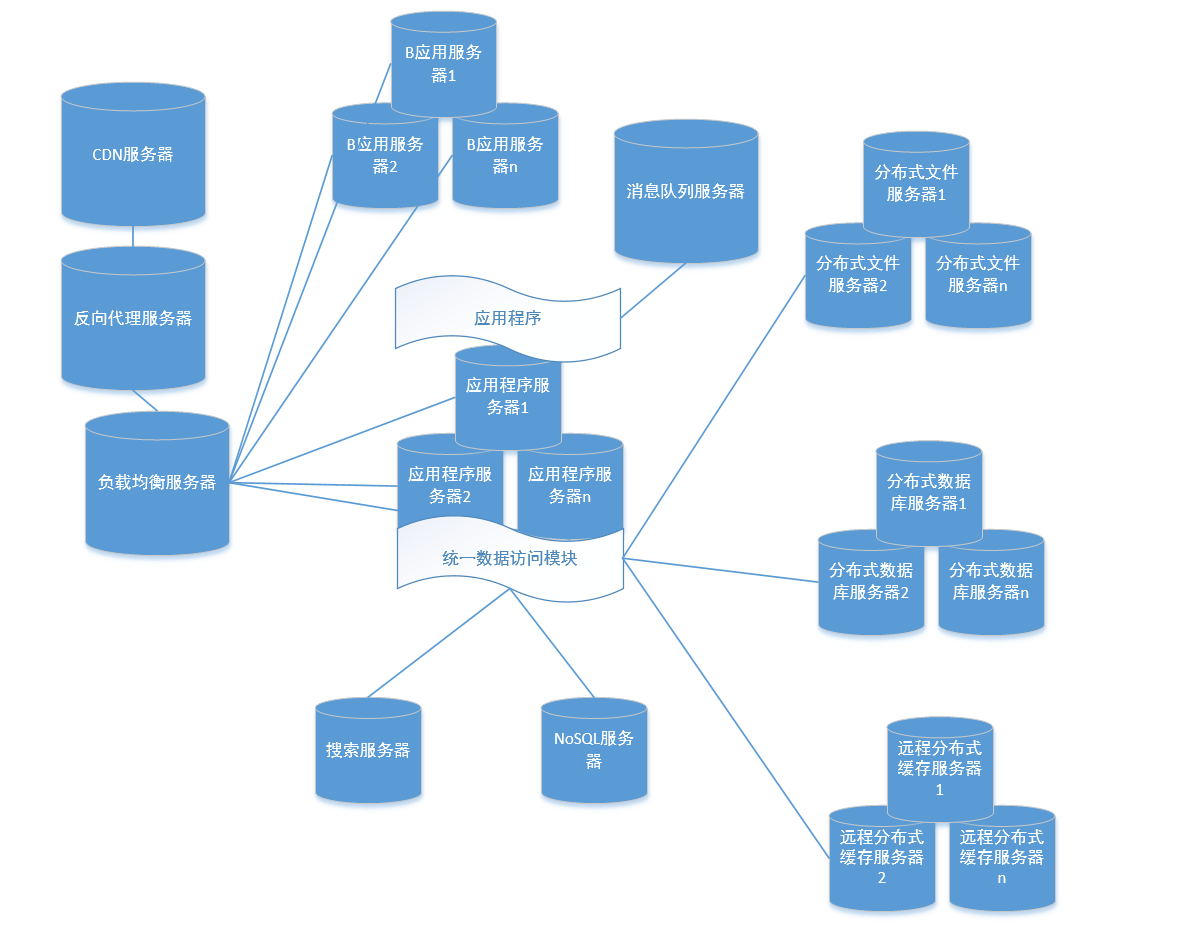 B应用服务
器1
CDN服务器
B应用服务
器2
B应用服务
器n
消息队列服务器
分布式文件
服务器1
分布式文件
服务器2
分布式文件
服务器n
反向代理服务器
应用程序
应用程序服
务器1
负载均衡服务器
应用程序服
务器2
应用程序服
务器n
统一数据访问模块
分布式数据
库服务器1
分布式数据
库服务器2
分布式数据
库服务器n
搜索服务器
NoSQL服务
器
远程分布式
缓存服务器
1
远程分布式
缓存服务器
2
远程分布式
缓存服务器
n